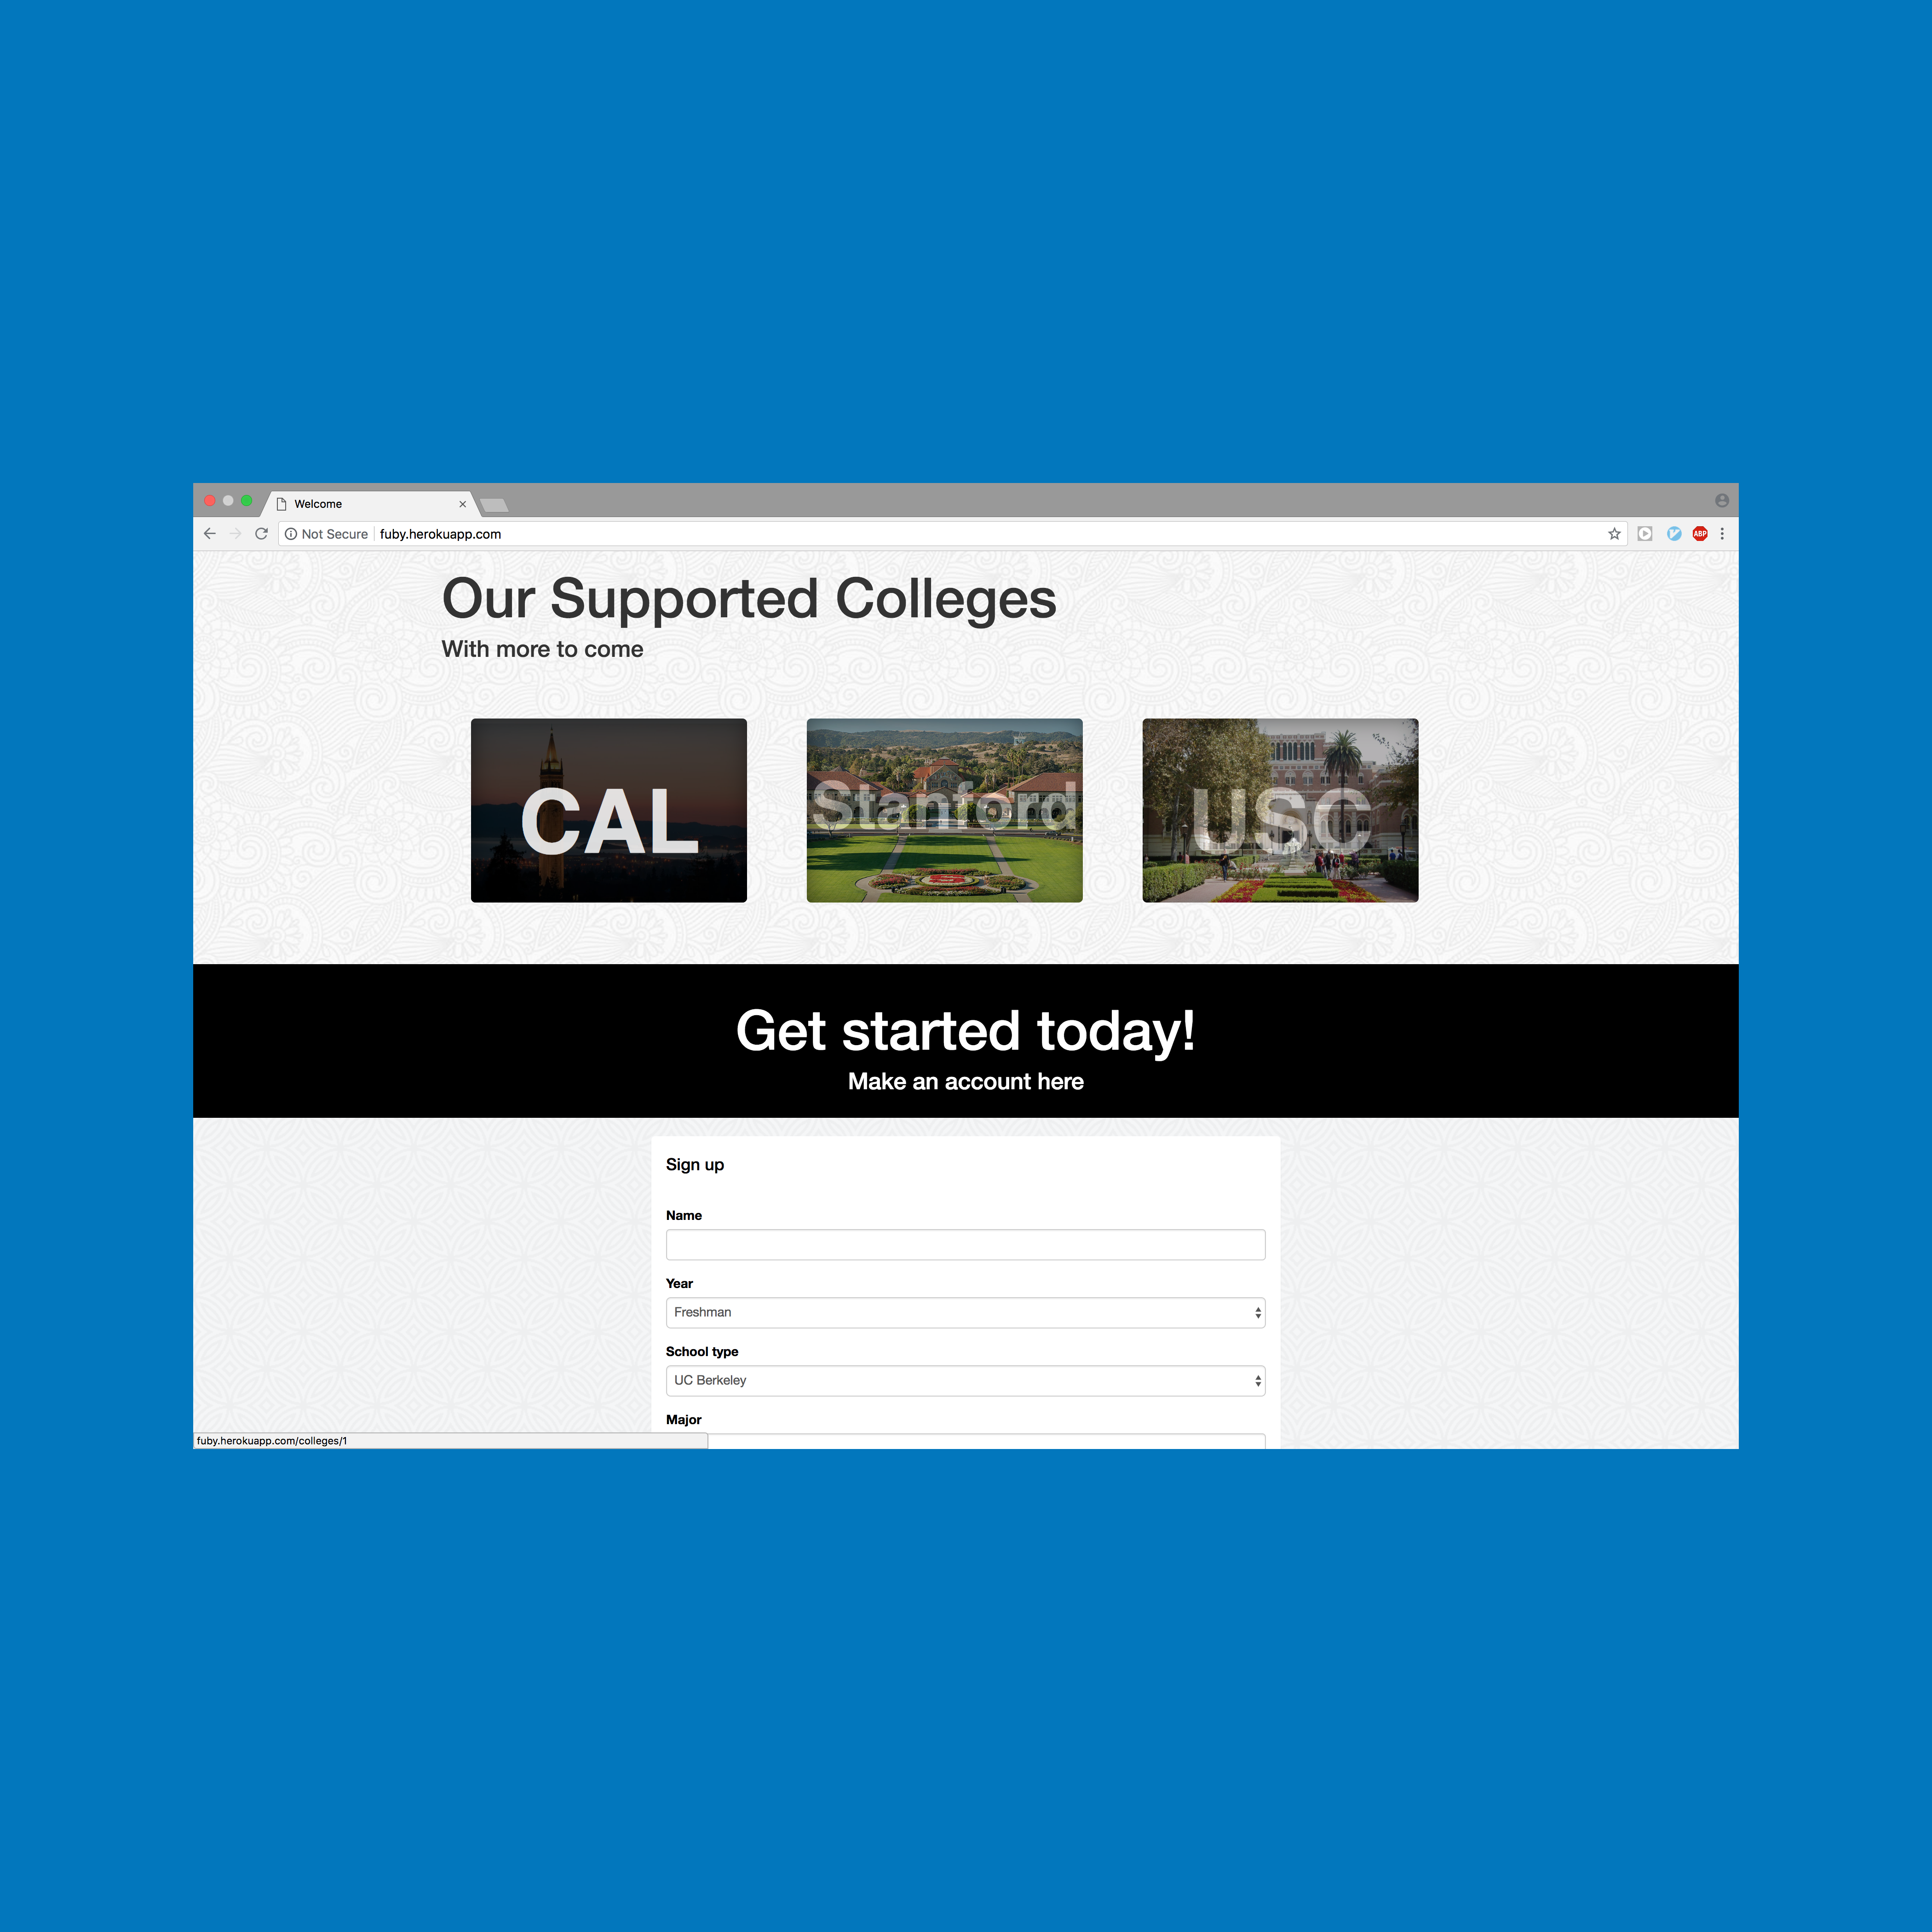 Welcome
Not Secure fuby.herokuapp.com
ABP
Our Supported Colleges
With more to come
CAL
Stanford
USC
Get started today!
Make an account here
Sign up
Name
Year
Freshman
School type
UC Berkeley
Major
fuby.herokuapp.com/colleges/1